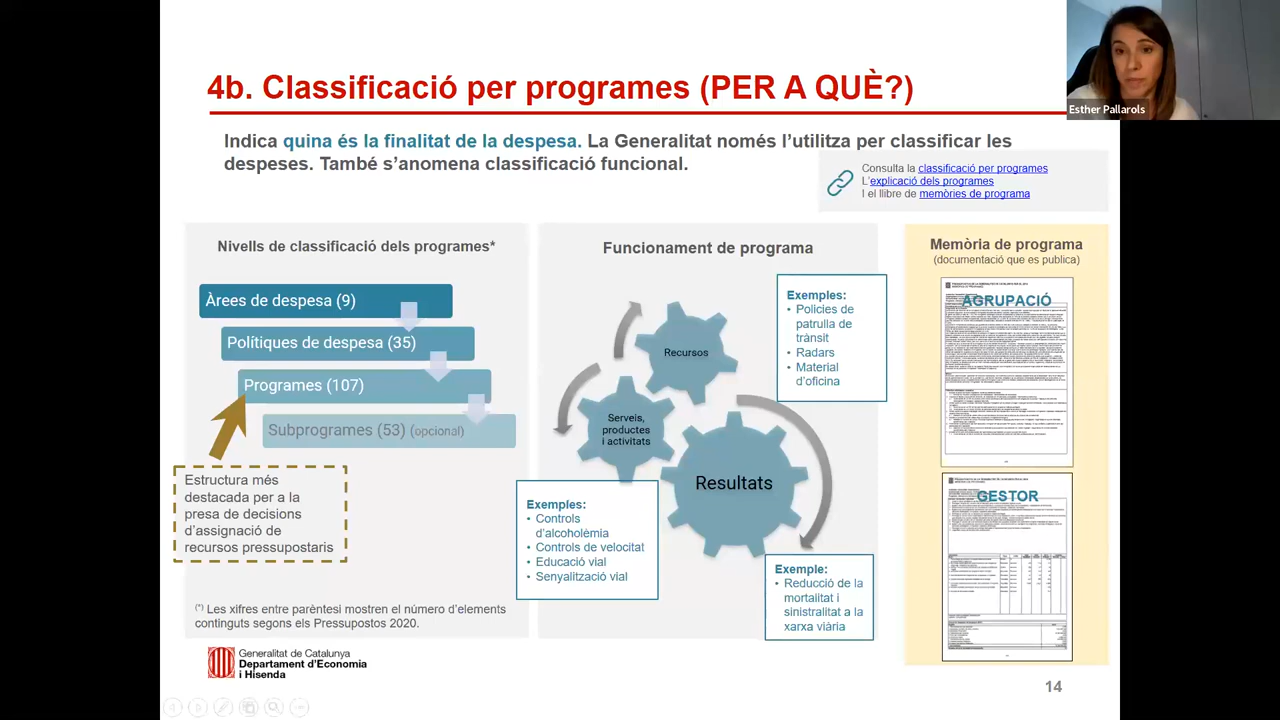 4b. Classificació per programes (PER A QUÈ?)
Esther Pallarols
Indica quina és la finalitat de la despesa. La Generalitat només l’utilitza per classificar les
despeses. També s’anomena classificació funcional.
Consulta la classificació per programes
L’explicació dels programes
I el llibre de memòries de programa
Nivells de classificació dels programes*
Àrees de despesa (9)
Polítiques de despesa (35)
Programes (107)
(53) (opcional)
Estructura més
destacada per a la
presa de decisions
d’assignació dels
recursos pressupostaris
(*) Les xifres entre parèntesi mostren el número d’elements
continguts segons els Pressupostos 2020.
Funcionament de programa
Recursos
Serveis,
productes
i activitats
Resultats
Exemples:
• Policies de
patrulla de
trànsit
• Radars
• Material
d’oficina
Exemples:
• Controls
d’alcoholèmia
• Controls de velocitat
• Educació vial
• Senyalització vial
Exemple:
• Reducció de la
mortalitat i
sinistralitat a la
xarxa viària
Memòria de programa
(documentació que es publica)
AGRUPACIÓ
GESTOR
Generalitat de Catalunya
Departament d’Economia
i Hisenda
14